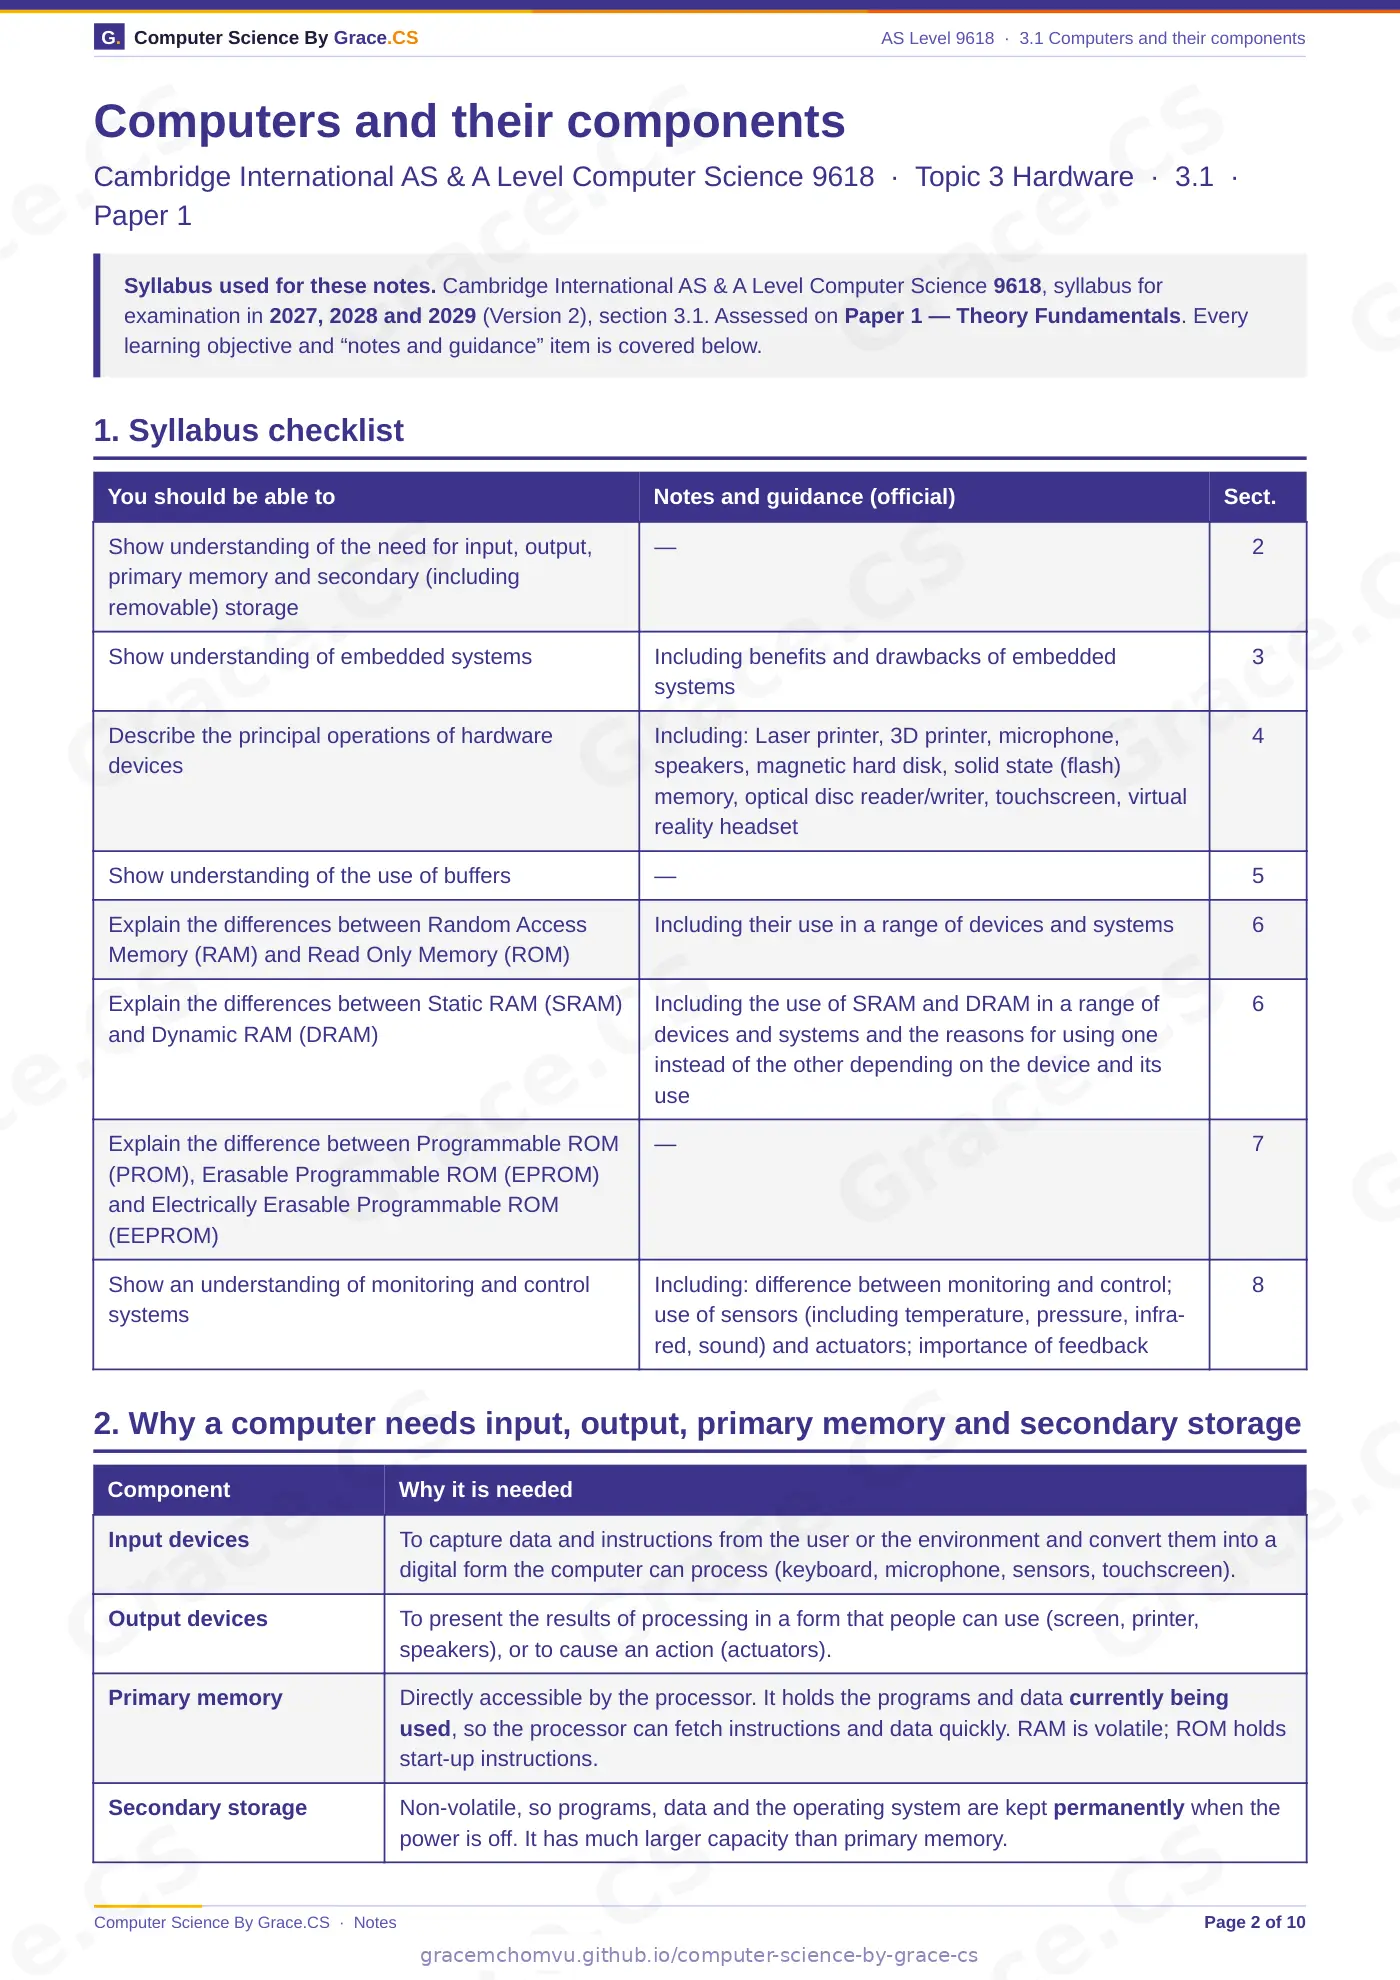 G. Computer Science By Grace.CS
AS Level 9618 · 3.1 Computers and their components
Computers and their components
Cambridge International AS & A Level Computer Science 9618 · Topic 3 Hardware · 3.1 ·
Paper 1
Syllabus used for these notes. Cambridge International AS & A Level Computer Science 9618, syllabus for
examination in 2027, 2028 and 2029 (Version 2), section 3.1. Assessed on Paper 1 — Theory Fundamentals. Every
learning objective and “notes and guidance” item is covered below.
1. Syllabus checklist
You should be able to
Notes and guidance (official)
Sect.
Show understanding of the need for input, output,
primary memory and secondary (including
removable) storage
—
2
Show understanding of embedded systems
Including benefits and drawbacks of embedded
systems
3
Describe the principal operations of hardware
devices
Including: Laser printer, 3D printer, microphone,
speakers, magnetic hard disk, solid state (flash)
memory, optical disc reader/writer, touchscreen, virtual
reality headset
4
Show understanding of the use of buffers
—
5
Explain the differences between Random Access
Memory (RAM) and Read Only Memory (ROM)
Including their use in a range of devices and systems
6
Explain the differences between Static RAM (SRAM)
and Dynamic RAM (DRAM)
Including the use of SRAM and DRAM in a range of
devices and systems and the reasons for using one
instead of the other depending on the device and its
use
6
Explain the difference between Programmable ROM
(PROM), Erasable Programmable ROM (EPROM)
and Electrically Erasable Programmable ROM
(EEPROM)
—
7
Show an understanding of monitoring and control
systems
Including: difference between monitoring and control;
use of sensors (including temperature, pressure, infra-
red, sound) and actuators; importance of feedback
8
2. Why a computer needs input, output, primary memory and secondary storage
Component
Why it is needed
Input devices
To capture data and instructions from the user or the environment and convert them into a
digital form the computer can process (keyboard, microphone, sensors, touchscreen).
Output devices
To present the results of processing in a form that people can use (screen, printer,
speakers), or to cause an action (actuators).
Primary memory
Directly accessible by the processor. It holds the programs and data currently being
used, so the processor can fetch instructions and data quickly. RAM is volatile; ROM holds
start-up instructions.
Secondary storage
Non-volatile, so programs, data and the operating system are kept permanently when the
power is off. It has much larger capacity than primary memory.
Computer Science By Grace.CS · Notes
Page 2 of 10
gracemchomvu.github.io/computer-science-by-grace-cs